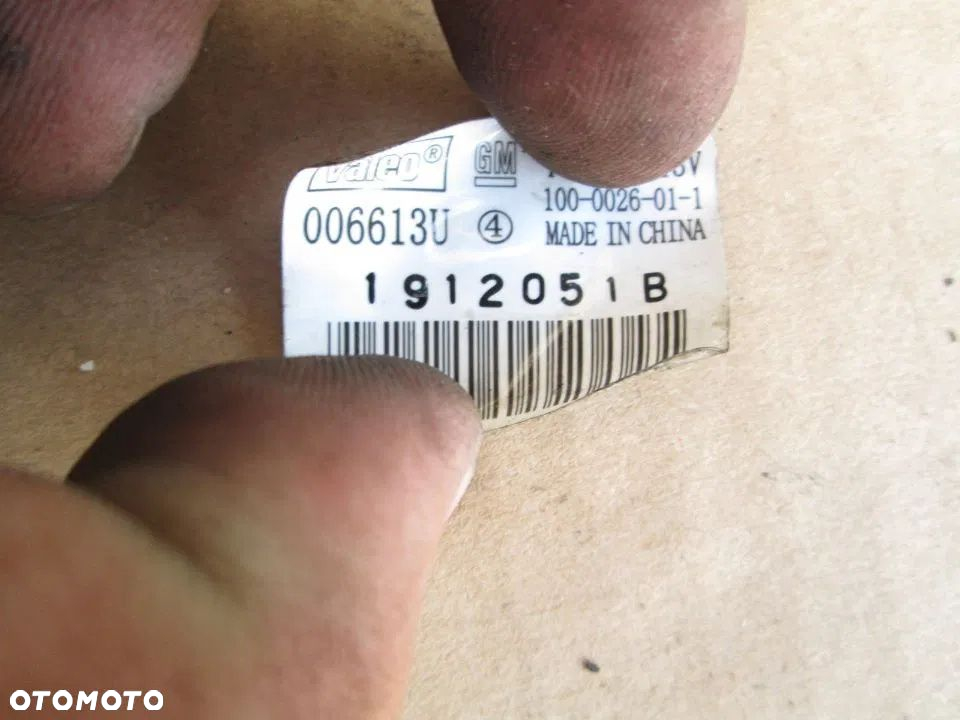 Valeo® GM
100-0026-01-1
006613U ④ MADE IN CHINA
1912051B
OTOMOTO